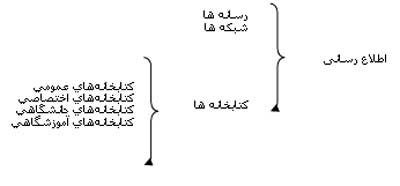 اطلاع رسانی
رسانه ها
شبکه ها
کتابخانه ها
کتابخانه‌هاي عمومي
کتابخانه‌هاي اختصاصي
کتابخانه‌هاي دانشگاهي
کتابخانه‌هاي آموزشگاهي